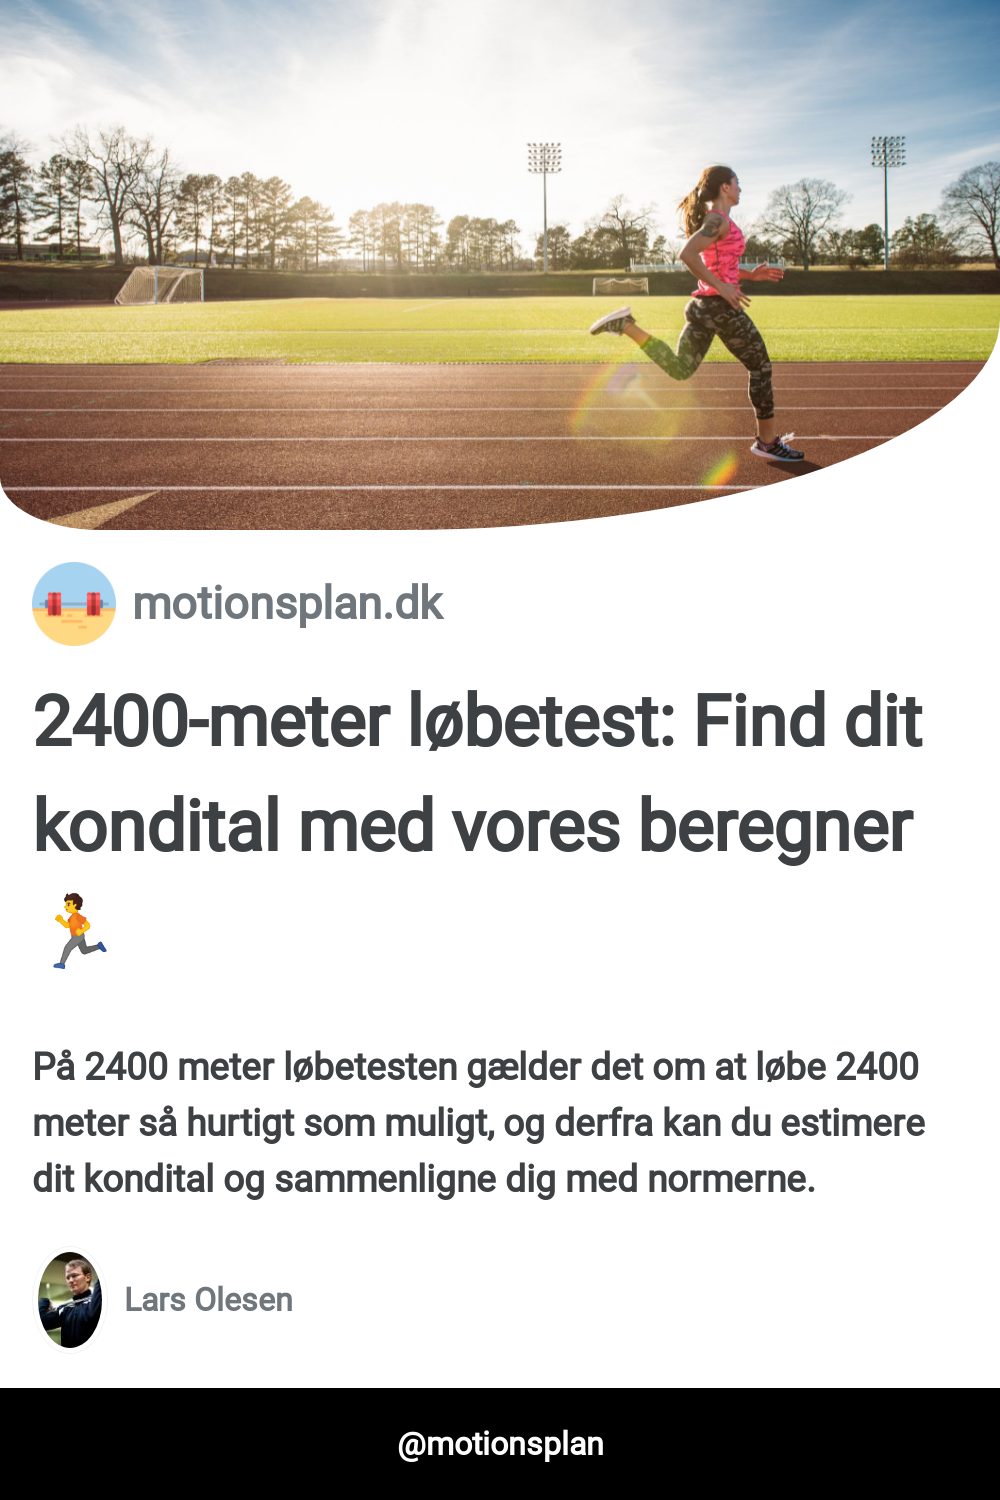 motionsplan.dk
2400-meter løbetest: Find dit
kondital med vores beregner
🏃
På 2400 meter løbetesten gælder det om at løbe 2400
meter så hurtigt som muligt, og derfra kan du estimere
dit kondital og sammenligne dig med normerne.
Lars Olesen
@motionsplan